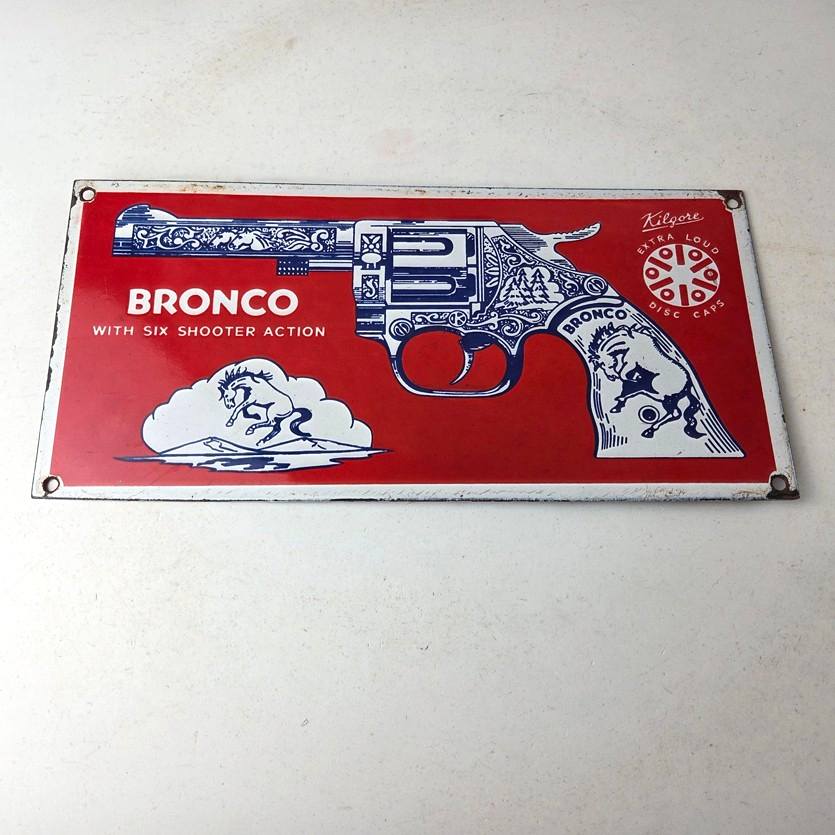 Kilgore
EXTRA LOUD
DISC CAPS
BRONCO
WITH SIX SHOOTER ACTION
BRONCO
K